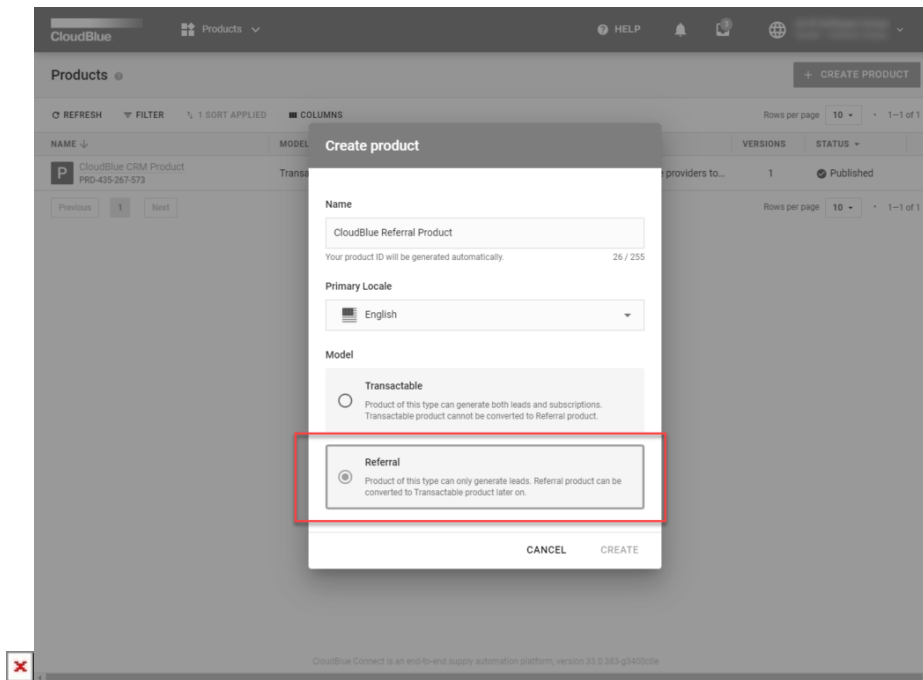 CloudBlue
Products
HELP
3
Products
+ CREATE PRODUCT
REFRESH FILTER 1 SORT APPLIED COLUMNS
Rows per page 10 1–1 of 1
NAME MODEL VERSIONS STATUS
P CloudBlue CRM Product
PRD-435-267-573
Transa
e providers to... 1 Published
Previous 1 Next
Rows per page 10 1–1 of 1
Create product
Name
CloudBlue Referral Product
Your product ID will be generated automatically. 26 / 255
Primary Locale
English
Model
Transactable
Product of this type can generate both leads and subscriptions.
Transactable product cannot be converted to Referral product.
Referral
Product of this type can only generate leads. Referral product can be
converted to Transactable product later on.
CANCEL CREATE
CloudBlue Connect is an end-to-end supply automation platform, version 33.0.383-g3400c0e